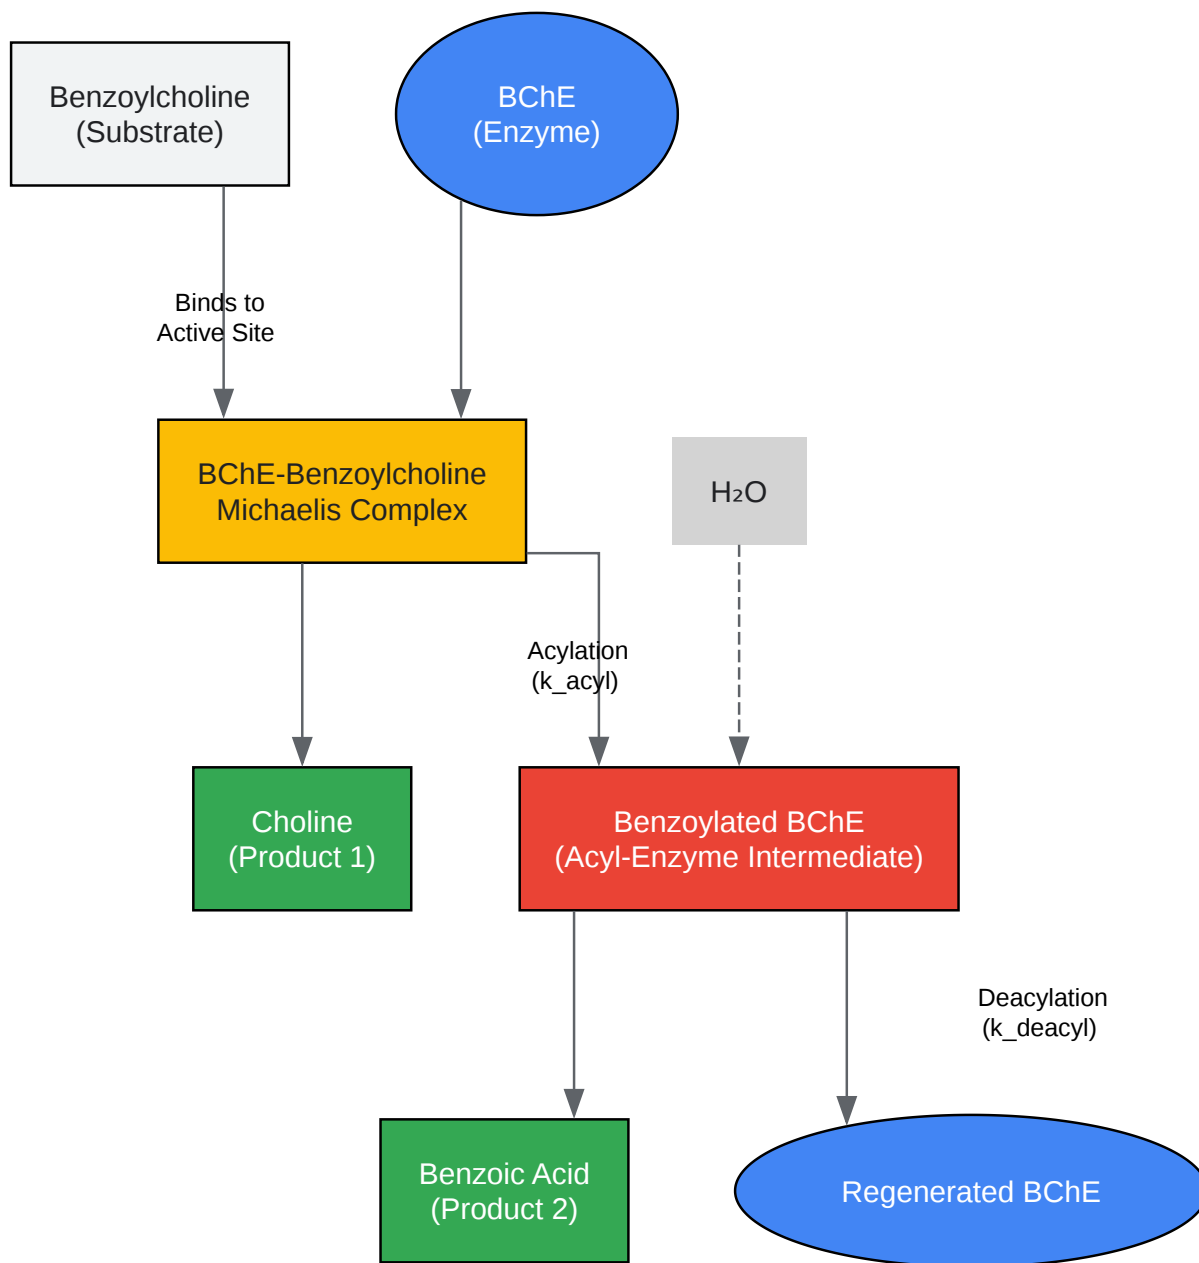 Benzoylcholine
(Substrate)
BChE
(Enzyme)
Binds to
Active Site
BChE-Benzoylcholine
Michaelis Complex
H₂O
Acylation
(k_acyl)
Choline
(Product 1)
Benzoylated BChE
(Acyl-Enzyme Intermediate)
Deacylation
(k_deacyl)
Benzoic Acid
(Product 2)
Regenerated BChE